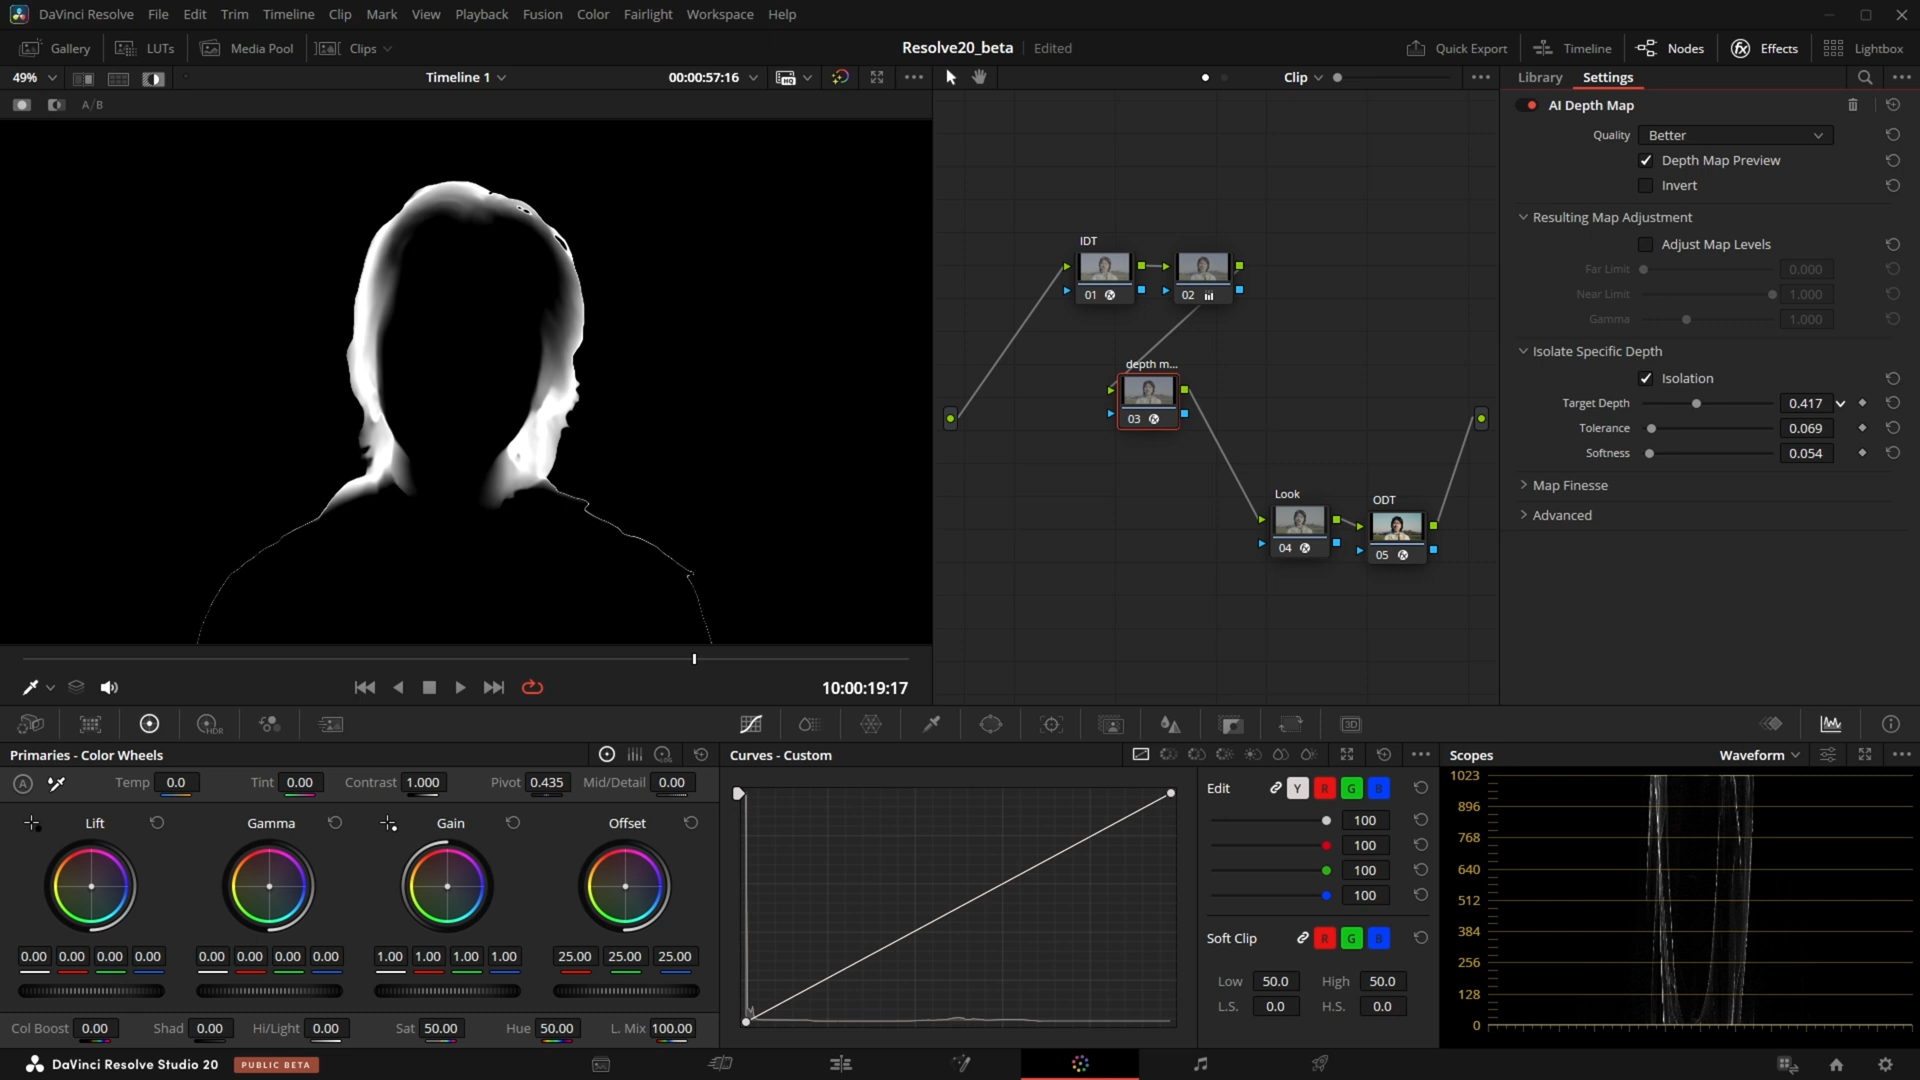 DaVinci Resolve File Edit Trim Timeline Clip Mark View Playback Fusion Color Fairlight Workspace Help
Gallery LUTs Media Pool Clips Resolve20_beta Edited Quick Export Timeline Nodes Effects Lightbox
49% Timeline 1 00:00:57:16 Clip Library Settings
A/B
AI Depth Map
Quality Better
Depth Map Preview
Invert
Resulting Map Adjustment
Adjust Map Levels
Far Limit 0.000
Near Limit 1.000
Gamma 1.000
Isolate Specific Depth
Isolation
Target Depth 0.417
Tolerance 0.069
Softness 0.054
Map Finesse
Advanced
IDT
01
02
depth m...
03
Look
04
ODT
05
10:00:19:17
HDR
3D
Primaries - Color Wheels
Temp 0.0 Tint 0.00 Contrast 1.000 Pivot 0.435 Mid/Detail 0.00
Lift Gamma Gain Offset
0.00 0.00 0.00 0.00 0.00 0.00 0.00 0.00 1.00 1.00 1.00 1.00 25.00 25.00 25.00
Col Boost 0.00 Shad 0.00 Hi/Light 0.00 Sat 50.00 Hue 50.00 L. Mix 100.00
Curves - Custom
Edit Y R G B
100
100
100
100
Soft Clip R G B
Low 50.0 High 50.0
L.S. 0.0 H.S. 0.0
Scopes Waveform
1023
896
768
640
512
384
256
128
0
DaVinci Resolve Studio 20 PUBLIC BETA